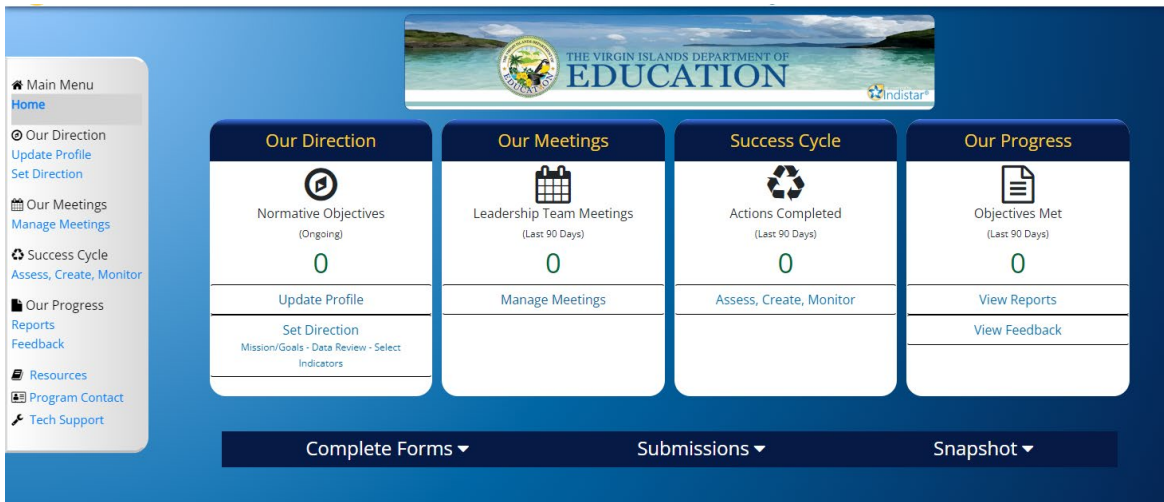 Main Menu
Home
Our Direction
Update Profile
Set Direction
Our Meetings
Manage Meetings
Success Cycle
Assess, Create, Monitor
Our Progress
Reports
Feedback
Resources
Program Contact
Tech Support
THE VIRGIN ISLANDS DEPARTMENT OF
EDUCATION
Indistar®
Our Direction
Normative Objectives
(Ongoing)
0
Update Profile
Set Direction
Mission/Goals - Data Review - Select
Indicators
Our Meetings
Leadership Team Meetings
(Last 90 Days)
0
Manage Meetings
Success Cycle
Actions Completed
(Last 90 Days)
0
Assess, Create, Monitor
Our Progress
Objectives Met
(Last 90 Days)
0
View Reports
View Feedback
Complete Forms Submissions Snapshot